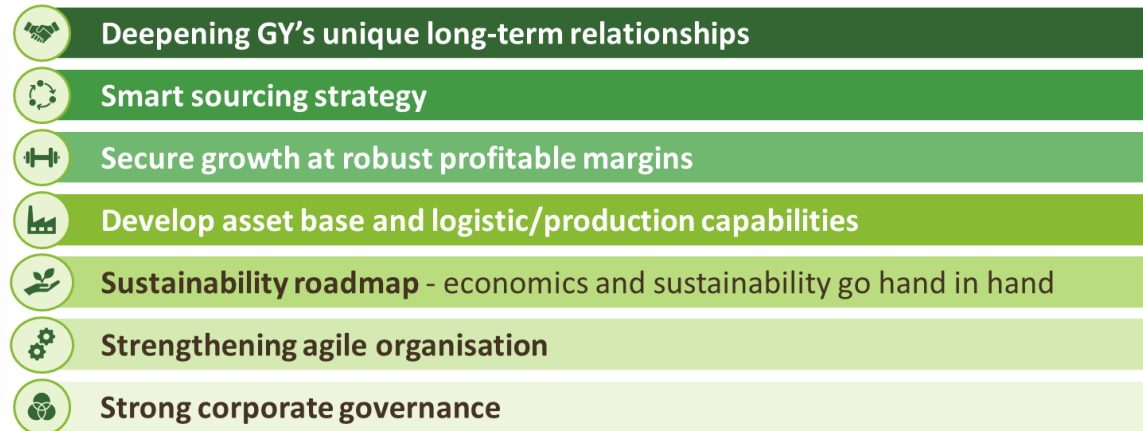 Deepening GY’s unique long-term relationships
Smart sourcing strategy
Secure growth at robust profitable margins
Develop asset base and logistic/production capabilities
Sustainability roadmap - economics and sustainability go hand in hand
Strengthening agile organisation
Strong corporate governance